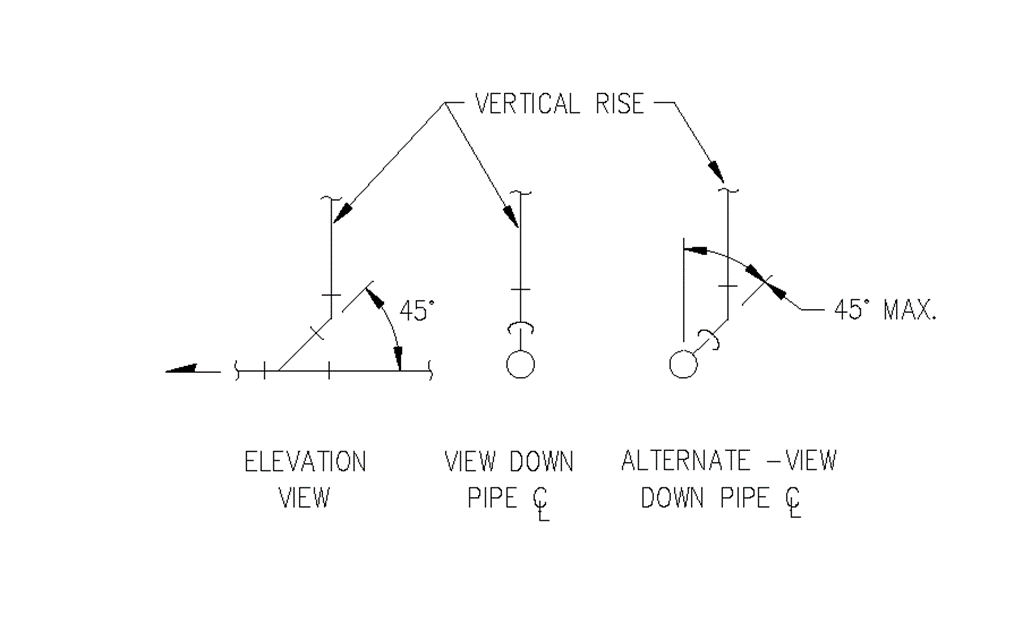 VERTICAL RISE
45°
45° MAX.
ELEVATION
VIEW
VIEW DOWN
PIPE ℄
ALTERNATE -VIEW
DOWN PIPE ℄